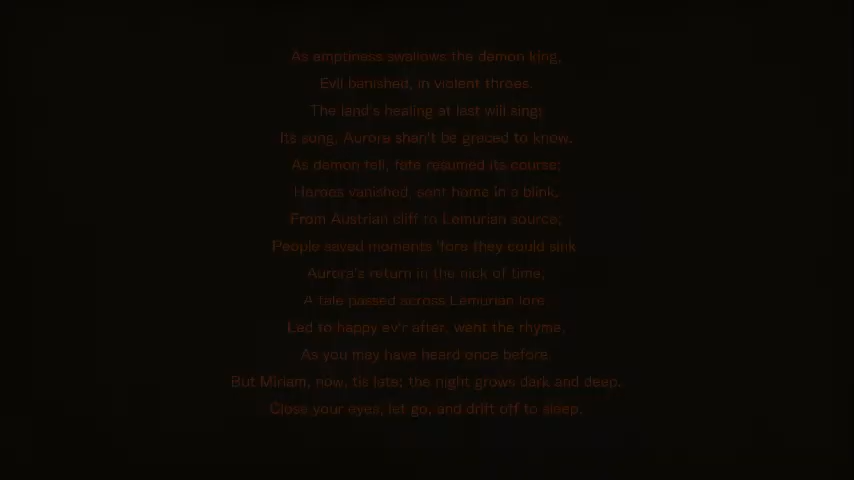 As emptiness swallows the demon king,
Evil banished, in violent throes.
The land's healing at last will sing;
Its song, Aurora shan't be graced to know.
As demon fell, fate resumed its course;
Heroes vanished, sent home in a blink.
From Austrian cliff to Lemurian source,
People saved moments 'fore they could sink
Aurora's return in the nick of time,
A tale passed across Lemurian lore
Led to happy ev'r after, went the rhyme,
As you may have heard once before.
But Miriam, now, tis late; the night grows dark and deep.
Close your eyes, let go, and drift off to sleep.